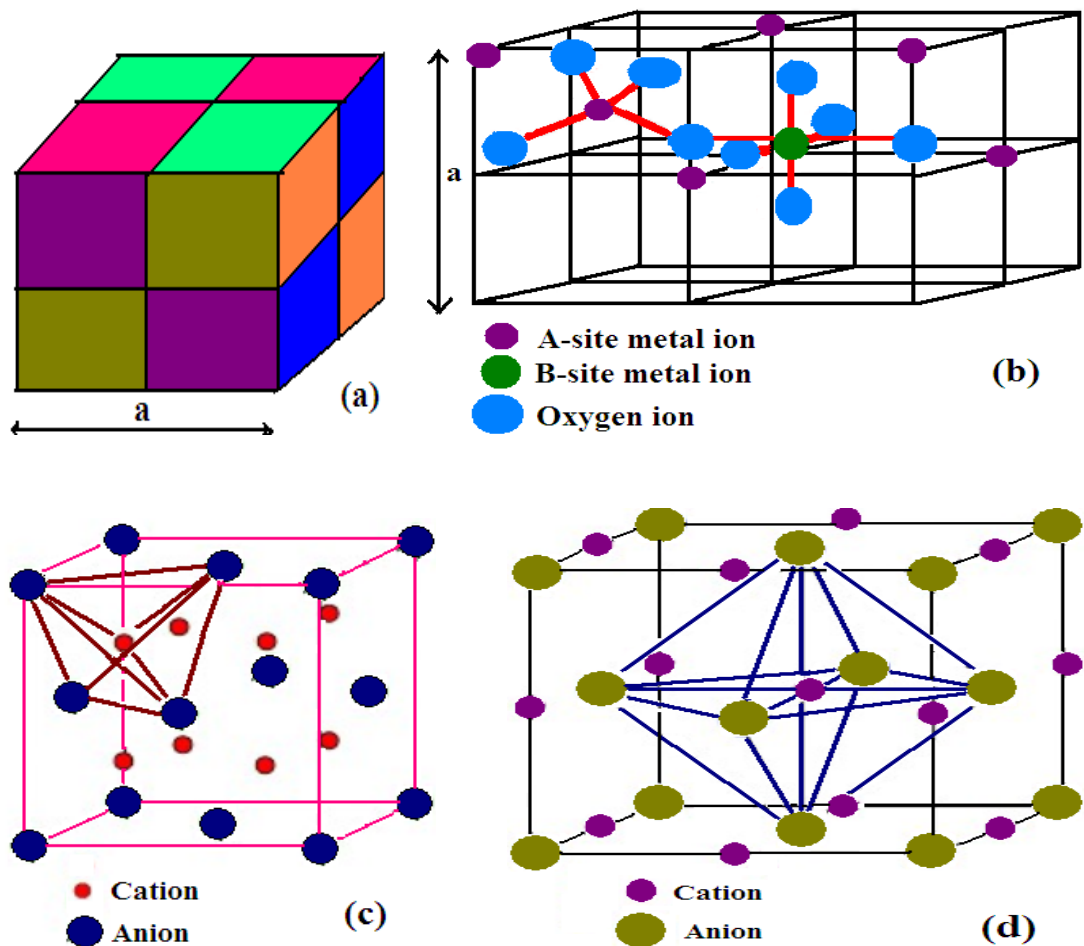 (a)
a
a
A-site metal ion
B-site metal ion
Oxygen ion
(b)
Cation
Anion
(c)
Cation
Anion
(d)